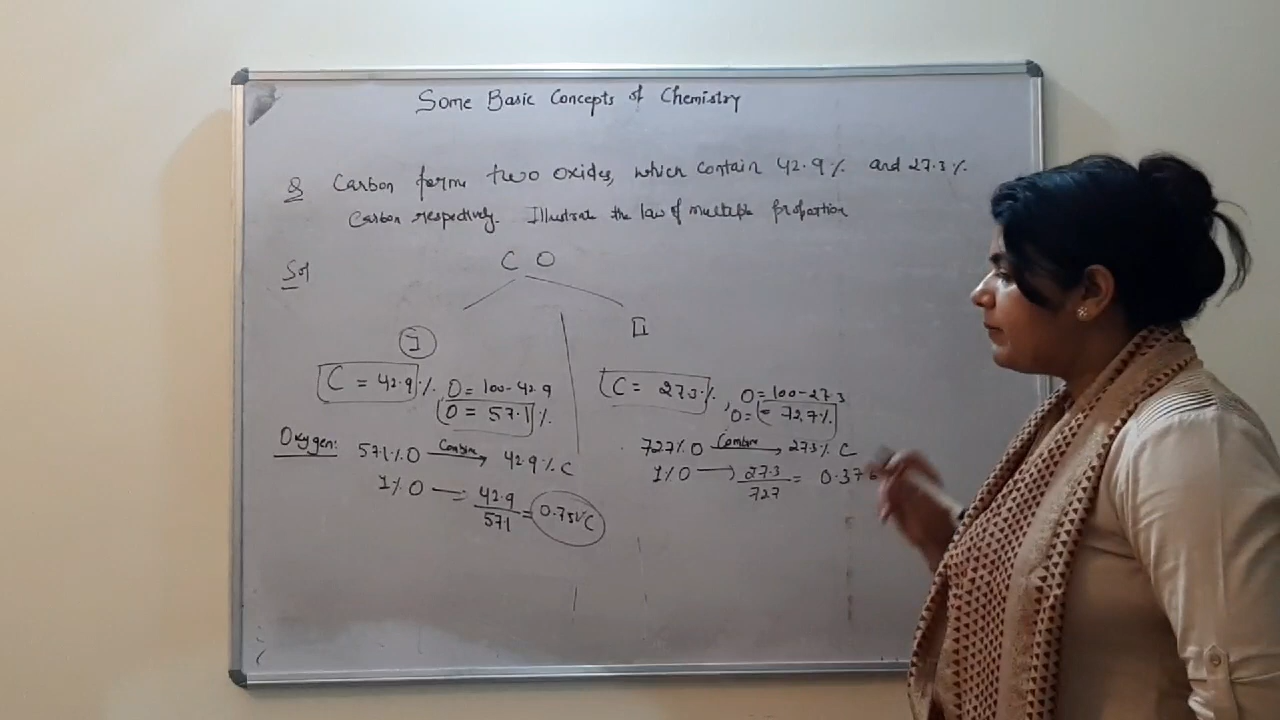 Some Basic Concepts of Chemistry
Q Carbon forms two oxides, which contain 42.9% and 27.3%
Carbon respectively. Illustrate the law of multiple proportion
Sol
C O
I
II
C = 42.9%, O = 100-42.9
O = 57.1%
C = 27.3%, O = 100-27.3
O = = 72.7%
Oxygen: 57.1% O Combine → 42.9% C
1% O — 42.9/57.1 = 0.751 C
72.7% O Combine → 27.3% C
1% O → 27.3/72.7 = 0.376